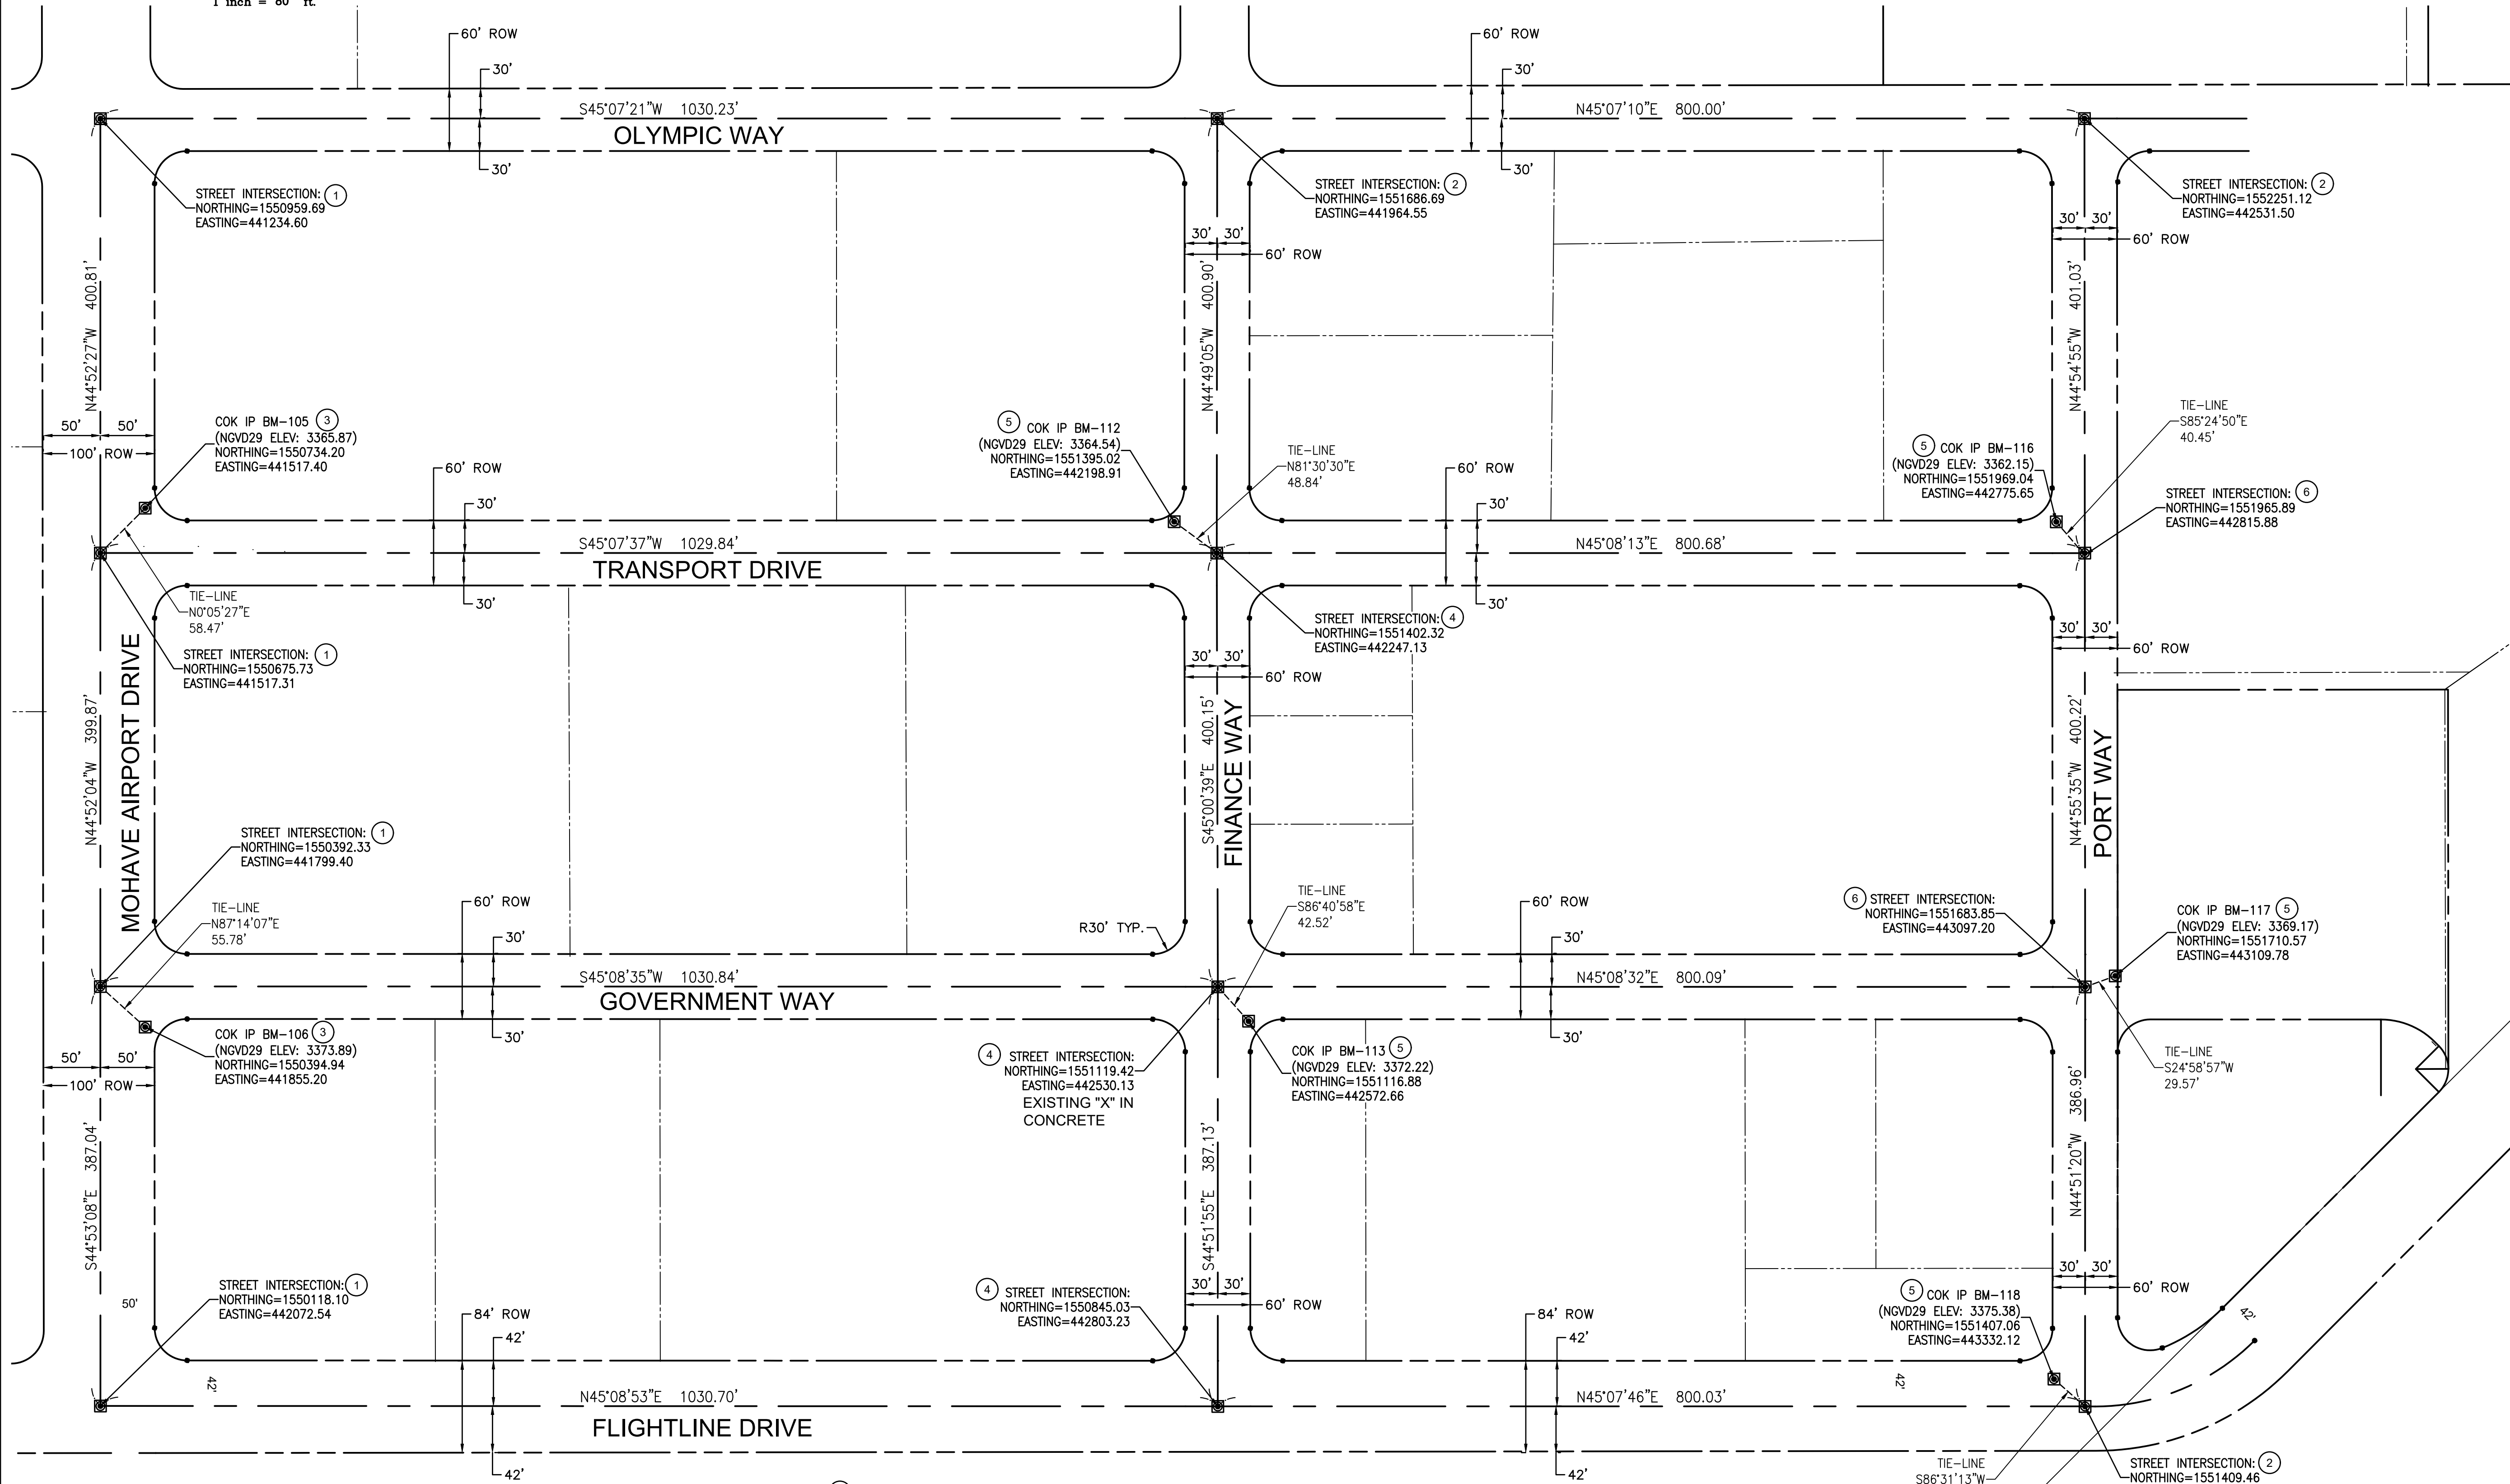 1 inch = 80 ft.
60' ROW
30'
S45°07'21"W 1030.23'
OLYMPIC WAY
30'
60' ROW
30'
N45°07'10"E 800.00'
30'
STREET INTERSECTION: 1
NORTHING=1550959.69
EASTING=441234.60
STREET INTERSECTION: 2
NORTHING=1551686.69
EASTING=441964.55
STREET INTERSECTION: 2
NORTHING=1552251.12
EASTING=442531.50
30' 30'
60' ROW
30' 30'
60' ROW
N44°52'27"W 400.81'
N44°49'05"W 400.90'
N44°54'55"W 401.03'
50' 50'
100' ROW
COK IP BM-105 3
(NGVD29 ELEV: 3365.87)
NORTHING=1550734.20
EASTING=441517.40
5 COK IP BM-112
(NGVD29 ELEV: 3364.54)
NORTHING=1551395.02
EASTING=442198.91
TIE-LINE
N81°30'30"E
48.84'
5 COK IP BM-116
(NGVD29 ELEV: 3362.15)
NORTHING=1551969.04
EASTING=442775.65
TIE-LINE
S85°24'50"E
40.45'
STREET INTERSECTION: 6
NORTHING=1551965.89
EASTING=442815.88
60' ROW
30'
S45°07'37"W 1029.84'
TRANSPORT DRIVE
30'
60' ROW
30'
N45°08'13"E 800.68'
30'
TIE-LINE
N0°05'27"E
58.47'
STREET INTERSECTION: 1
NORTHING=1550675.73
EASTING=441517.31
STREET INTERSECTION: 4
NORTHING=1551402.32
EASTING=442247.13
30' 30'
60' ROW
30' 30'
60' ROW
N44°52'04"W 399.87'
MOHAVE AIRPORT DRIVE
S45°00'39"E 400.15'
FINANCE WAY
N44°55'35"W 400.22'
PORT WAY
STREET INTERSECTION: 1
NORTHING=1550392.33
EASTING=441799.40
TIE-LINE
N87°14'07"E
55.78'
60' ROW
30'
S45°08'35"W 1030.84'
GOVERNMENT WAY
30'
R30' TYP.
TIE-LINE
S86°40'58"E
42.52'
60' ROW
30'
N45°08'32"E 800.09'
30'
6 STREET INTERSECTION:
NORTHING=1551683.85
EASTING=443097.20
COK IP BM-117 5
(NGVD29 ELEV: 3369.17)
NORTHING=1551710.57
EASTING=443109.78
50' 50'
100' ROW
COK IP BM-106 3
(NGVD29 ELEV: 3373.89)
NORTHING=1550394.94
EASTING=441855.20
4 STREET INTERSECTION:
NORTHING=1551119.42
EASTING=442530.13
EXISTING "X" IN
CONCRETE
COK IP BM-113 5
(NGVD29 ELEV: 3372.22)
NORTHING=1551116.88
EASTING=442572.66
TIE-LINE
S24°58'57"W
29.57'
S44°53'08"E 387.04'
S44°51'55"E 387.13'
N44°51'20"W 386.96'
STREET INTERSECTION: 1
NORTHING=1550118.10
EASTING=442072.54
50'
4 STREET INTERSECTION:
NORTHING=1550845.03
EASTING=442803.23
30' 30'
60' ROW
5 COK IP BM-118
(NGVD29 ELEV: 3375.38)
NORTHING=1551407.06
EASTING=443332.12
30' 30'
60' ROW
42'
84' ROW
42'
42'
N45°08'53"E 1030.70'
FLIGHTLINE DRIVE
42'
84' ROW
42'
N45°07'46"E 800.03'
42'
42'
TIE-LINE
S86°31'13"W
STREET INTERSECTION: 2
NORTHING=1551409.46